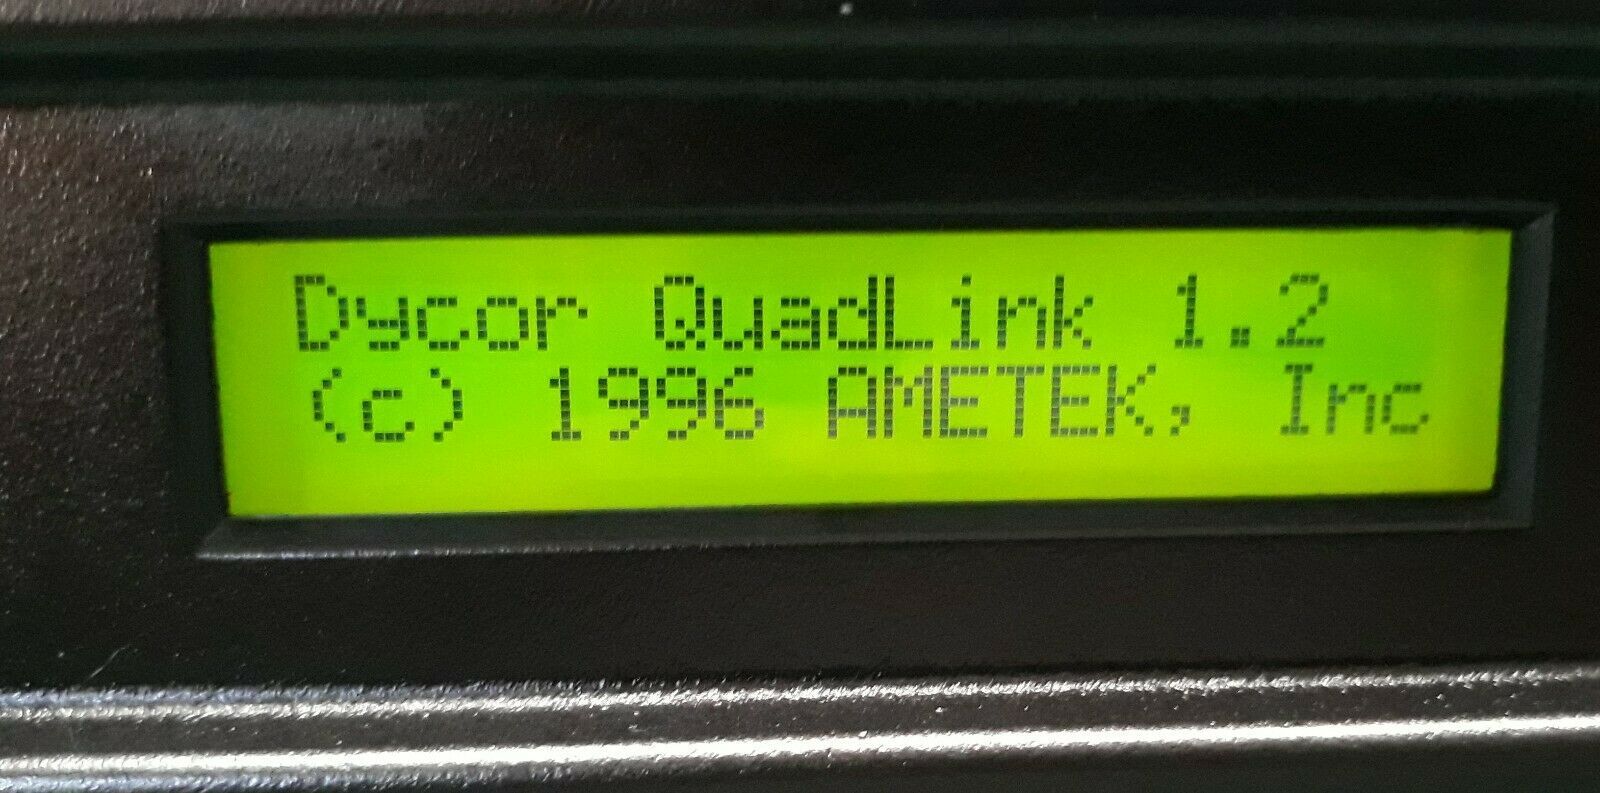 Dycor QuadLink 1.2
(c) 1996 AMETEK, Inc